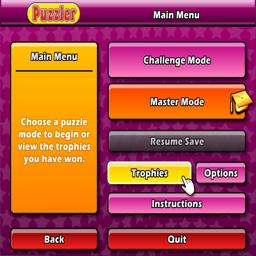 Puzzler
Main Menu
Main Menu
Choose a puzzle
mode to begin or
view the trophies
you have won.
Challenge Mode
Master Mode
Resume Save
Trophies
Options
Instructions
Back
Quit